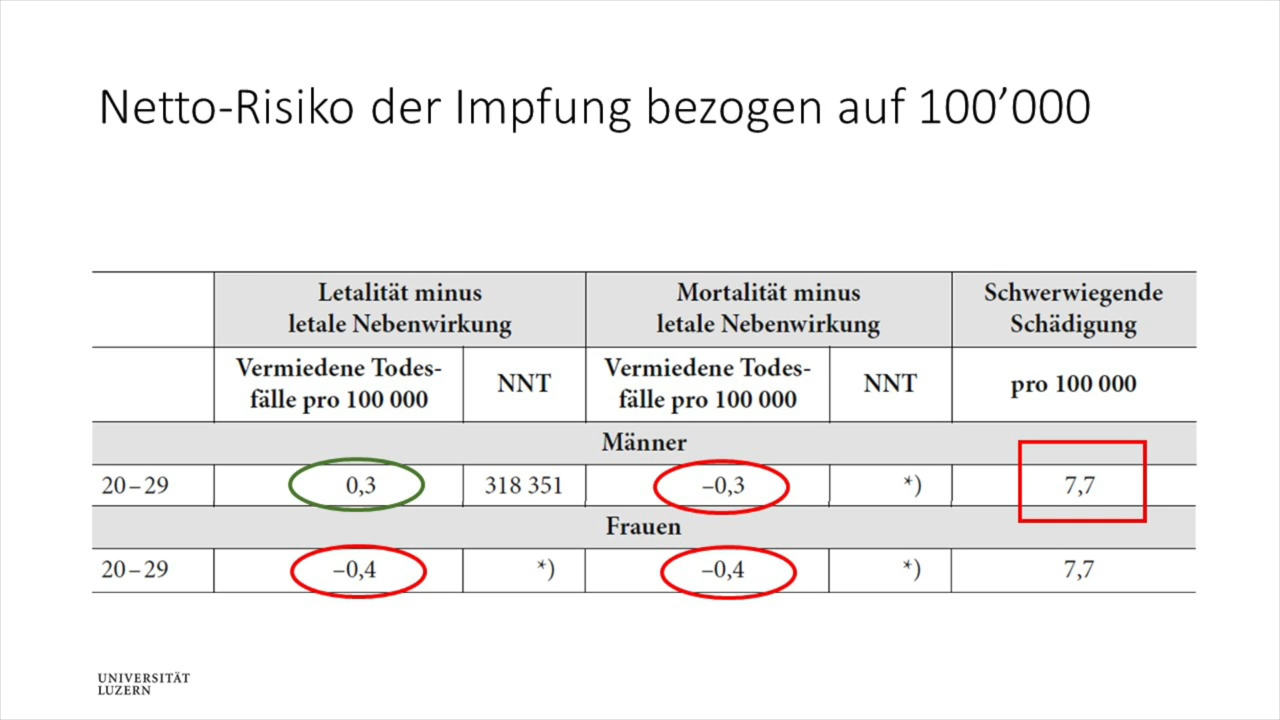 Netto-Risiko der Impfung bezogen auf 100’000
Letalität minus
letale Nebenwirkung
Mortalität minus
letale Nebenwirkung
Schwerwiegende
Schädigung
Vermiedene Todes-
fälle pro 100 000
NNT
Vermiedene Todes-
fälle pro 100 000
NNT
pro 100 000
Männer
20–29 0,3 318 351 –0,3 *) 7,7
Frauen
20–29 –0,4 *) –0,4 *) 7,7
UNIVERSITÄT
LUZERN